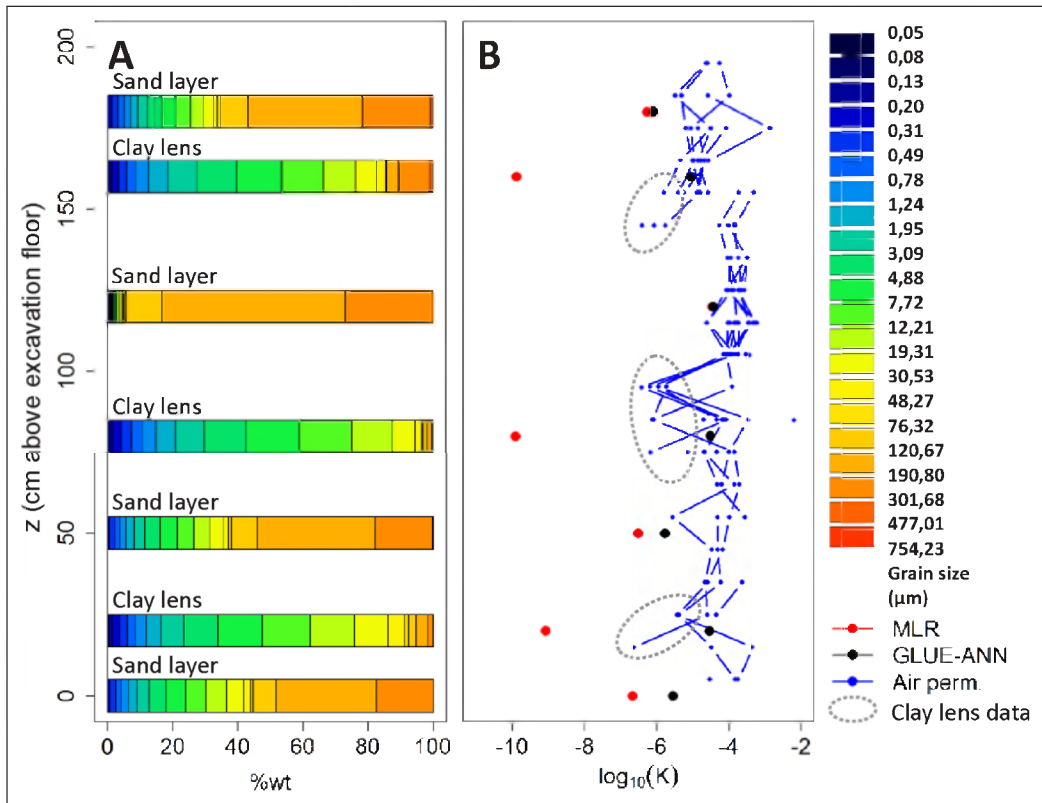 A
B
200
150
100
50
0
z (cm above excavation floor)
Sand layer
Clay lens
Sand layer
Clay lens
Sand layer
Clay lens
Sand layer
0 20 40 60 80 100
%wt
-10 -8 -6 -4 -2
log10(K)
0,05
0,08
0,13
0,20
0,31
0,49
0,78
1,24
1,95
3,09
4,88
7,72
12,21
19,31
30,53
48,27
76,32
120,67
190,80
301,68
477,01
754,23
Grain size
(µm)
MLR
GLUE-ANN
Air perm.
Clay lens data